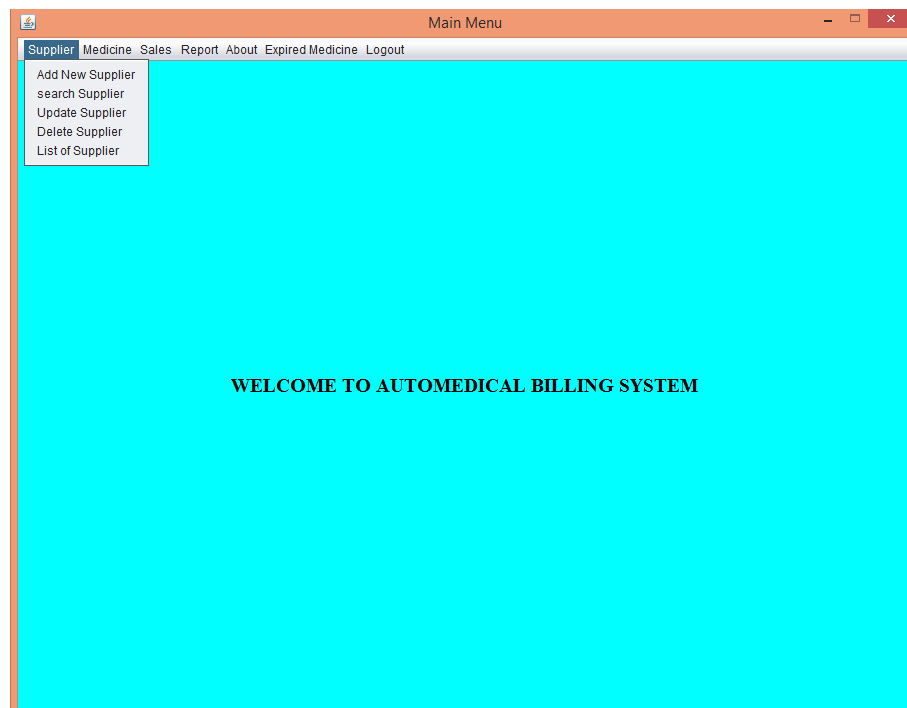 Main Menu
Supplier Medicine Sales Report About Expired Medicine Logout
Add New Supplier
search Supplier
Update Supplier
Delete Supplier
List of Supplier
WELCOME TO AUTOMEDICAL BILLING SYSTEM